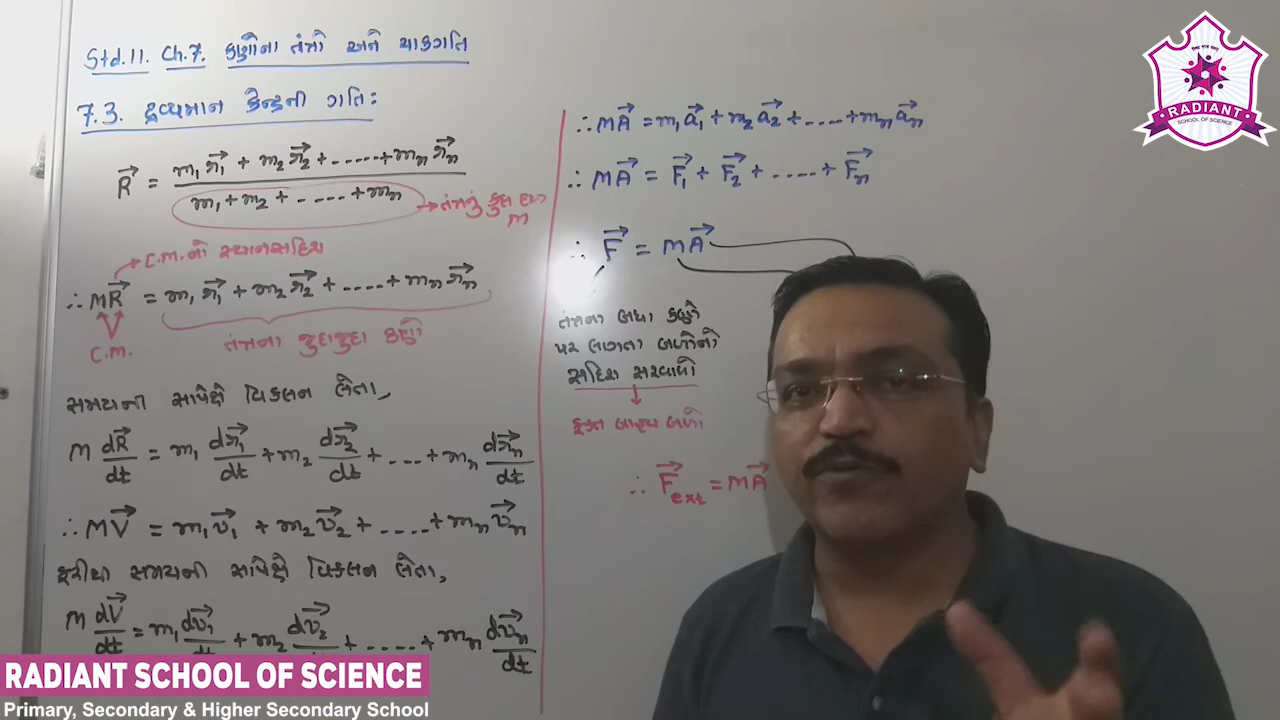 Std.11. Ch.7. કણોના તંત્રો અને ચાકગતિ
7.3. દ્રવ્યમાન કેન્દ્રની ગતિ :
R⃗ = (m₁r⃗₁ + m₂r⃗₂ + ...... + mₙr⃗ₙ) / (m₁ + m₂ + ...... + mₙ)
→ તંત્રનું કુલ દળ
M
C.M. નો સ્થાનસદિશ
∴ MR⃗ = m₁r⃗₁ + m₂r⃗₂ + ...... + mₙr⃗ₙ
C.M.
તંત્રના જુદાજુદા કણો
સમયની સાપેક્ષે વિકલન લેતા,
M dR⃗/dt = m₁ dr⃗₁/dt + m₂ dr⃗₂/dt + ..... + mₙ dr⃗ₙ/dt
∴ MV⃗ = m₁v⃗₁ + m₂v⃗₂ + ..... + mₙv⃗ₙ
ફરીથી સમયની સાપેક્ષે વિકલન લેતા,
M dV⃗/dt = m₁ dv⃗₁/dt + m₂ dv⃗₂ + ..... + mₙ dv⃗ₙ/dt
∴ MA⃗ = m₁a⃗₁ + m₂a⃗₂ + ..... + mₙa⃗ₙ
∴ MA⃗ = F⃗₁ + F⃗₂ + ..... + F⃗ₙ
∴ F⃗ = MA⃗
તંત્રના બધા કણો
પર લાગતા બળોનો
સદિશ સરવાળો
ફક્ત બાહ્ય બળો
∴ F⃗ₑₓₜ = MA⃗
RADIANT
SCHOOL OF SCIENCE
RADIANT SCHOOL OF SCIENCE
Primary, Secondary & Higher Secondary School